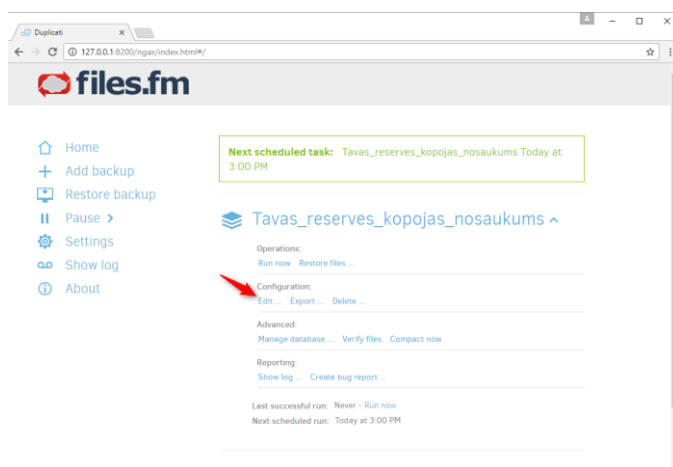 Duplicati
127.0.0.1:8200/ngax/index.html#/
files.fm
Home
Add backup
Restore backup
Pause >
Settings
Show log
About
Next scheduled task: Tavas_reserves_kopojas_nosaukums Today at
3:00 PM
Tavas_reserves_kopojas_nosaukums
Operations:
Run now Restore files ...
Configuration:
Edit ... Export ... Delete ...
Advanced:
Manage database ... Verify files Compact now
Reporting:
Show log ... Create bug report ...
Last successful run: Never - Run now
Next scheduled run: Today at 3:00 PM